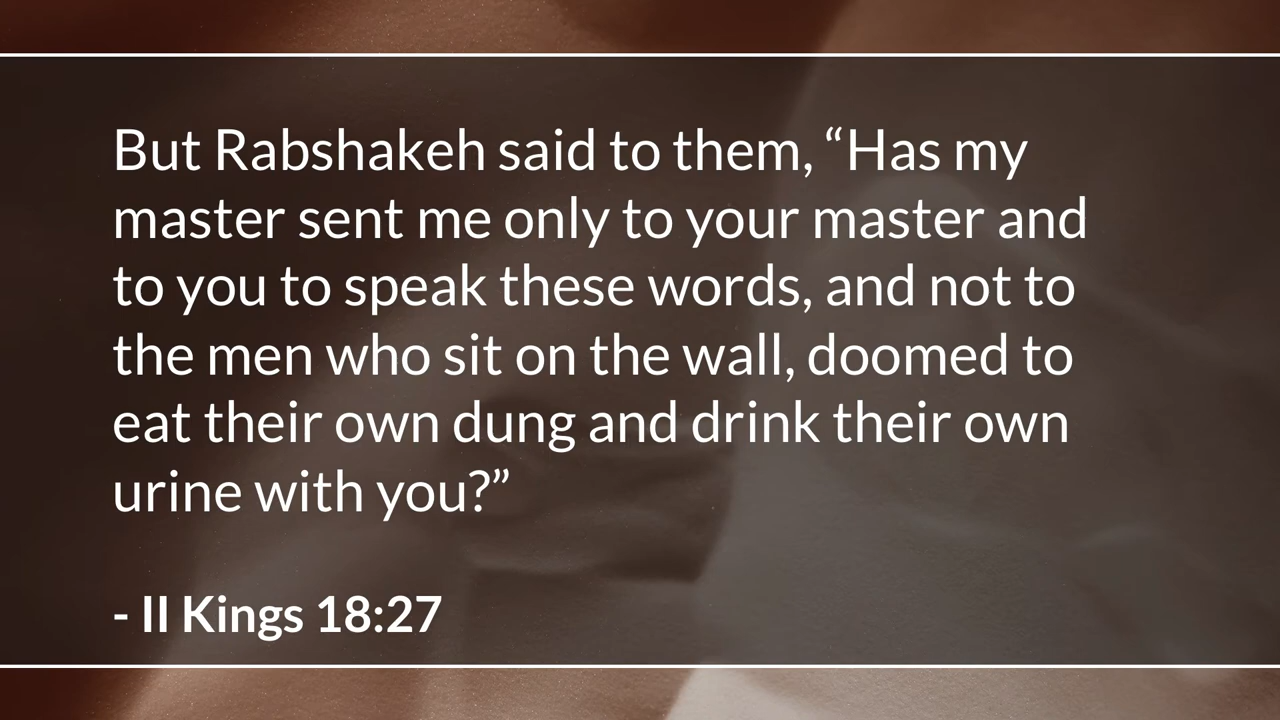 But Rabshakeh said to them, “Has my
master sent me only to your master and
to you to speak these words, and not to
the men who sit on the wall, doomed to
eat their own dung and drink their own
urine with you?”
- II Kings 18:27